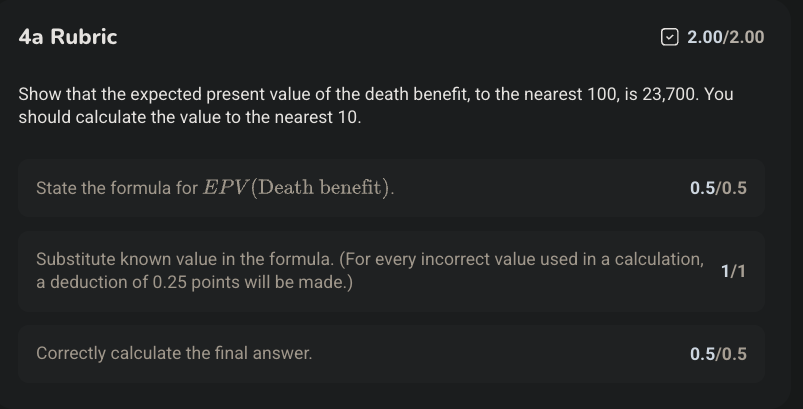 4a Rubric
2.00/2.00
Show that the expected present value of the death benefit, to the nearest 100, is 23,700. You
should calculate the value to the nearest 10.
State the formula for EPV(Death benefit).
0.5/0.5
Substitute known value in the formula. (For every incorrect value used in a calculation,
a deduction of 0.25 points will be made.)
1/1
Correctly calculate the final answer.
0.5/0.5